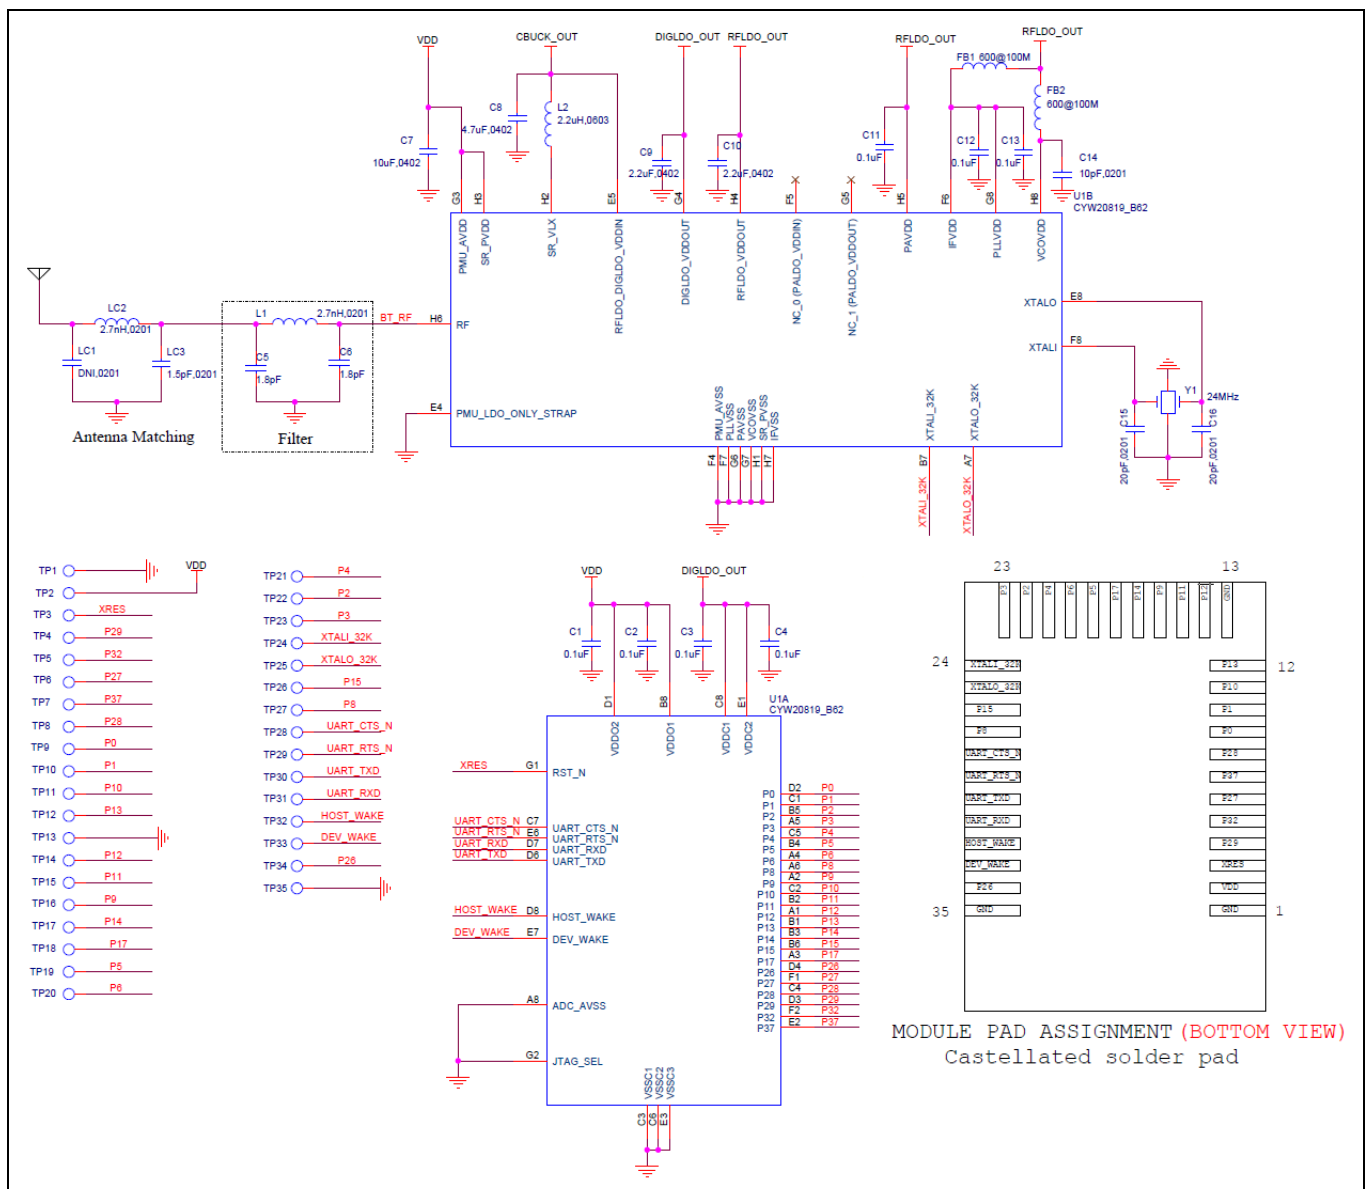 VDD
CBUCK_OUT
DIGLDO_OUT
RFLDO_OUT
RFLDO_OUT
RFLDO_OUT
FB1 600@100M
FB2
600@100M
C8
4.7uF,0402
L2
2.2uH,0603
C7
10uF,0402
C9
2.2uF,0402
C10
2.2uF,0402
C11
0.1uF
C12
0.1uF
C13
0.1uF
C14
10pF,0201
U1B
CYW20819_B62
G3
H3
H2
E5
G4
H4
F5
G5
H5
F6
G8
H8
PMU_AVDD
SR_PVDD
SR_VLX
RFLDO_DIGLDO_VDDIN
DIGLDO_VDDOUT
RFLDO_VDDOUT
NC_0 (PALDO_VDDIN)
NC_1 (PALDO_VDDOUT)
PAVDD
IFVDD
PLLVDD
VCOVDD
XTALO
E8
XTALI
F8
LC2
2.7nH,0201
L1
2.7nH,0201
BT_RF
H6
RF
LC1
DNI,0201
LC3
1.5pF,0201
C5
1.8pF
C6
1.8pF
Antenna Matching
Filter
E4
PMU_LDO_ONLY_STRAP
PMU_AVSS
PLLVSS
PAVSS
VCOVSS
SR_PVSS
IFVSS
F4
F7
G6
G7
H1
H7
XTALI_32K
XTALO_32K
B7
A7
XTALI_32K
XTALO_32K
Y1
24MHz
C15
20pF,0201
C16
20pF,0201
TP1
TP2
VDD
TP3 XRES
TP4 P29
TP5 P32
TP6 P27
TP7 P37
TP8 P28
TP9 P0
TP10 P1
TP11 P10
TP12 P13
TP13
TP14 P12
TP15 P11
TP16 P9
TP17 P14
TP18 P17
TP19 P5
TP20 P6
TP21 P4
TP22 P2
TP23 P3
TP24 XTALI_32K
TP25 XTALO_32K
TP26 P15
TP27 P8
TP28 UART_CTS_N
TP29 UART_RTS_N
TP30 UART_TXD
TP31 UART_RXD
TP32 HOST_WAKE
TP33 DEV_WAKE
TP34 P26
TP35
VDD
DIGLDO_OUT
C1
0.1uF
C2
0.1uF
C3
0.1uF
C4
0.1uF
U1A
CYW20819_B62
D1
B8
C8
E1
VDDO2
VDDO1
VDDC1
VDDC2
XRES G1 RST_N
UART_CTS_N C7 UART_CTS_N
UART_RTS_N E6 UART_RTS_N
UART_RXD D7 UART_RXD
UART_TXD D6 UART_TXD
HOST_WAKE D8 HOST_WAKE
DEV_WAKE E7 DEV_WAKE
A8 ADC_AVSS
G2 JTAG_SEL
P0 D2 P0
P1 C1 P1
P2 B5 P2
P3 A5 P3
P4 C5 P4
P5 B4 P5
P6 A4 P6
P8 A6 P8
P9 A2 P9
P10 C2 P10
P11 B2 P11
P12 A1 P12
P13 B1 P13
P14 B3 P14
P15 B6 P15
P17 A3 P17
P26 D4 P26
P27 F1 P27
P28 C4 P28
P29 D3 P29
P32 F2 P32
P37 E2 P37
VSSC1
VSSC2
VSSC3
C3
C6
E3
23
13
P3
P2
P4
P6
P5
P17
P14
P9
P11
P12
GND
24
XTALI_32K
XTALO_32K
P15
P8
UART_CTS_N
UART_RTS_N
UART_TXD
UART_RXD
HOST_WAKE
DEV_WAKE
P26
35
GND
P13
12
P10
P1
P0
P28
P37
P27
P32
P29
XRES
VDD
GND
1
MODULE PAD ASSIGNMENT (BOTTOM VIEW)
Castellated solder pad